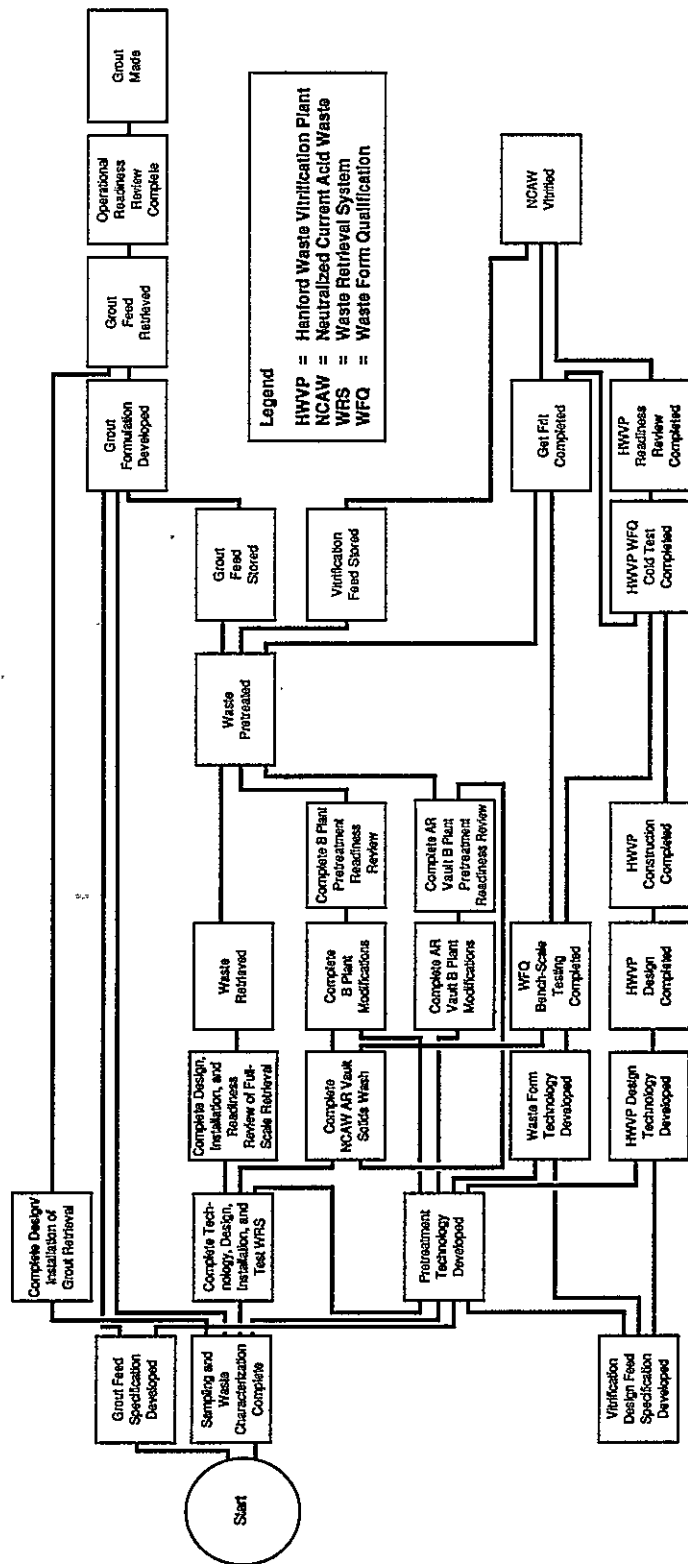 Start
Grout Feed
Specification
Developed
Sampling and
Waste
Characterization
Complete
Vitrification
Design Feed
Specification
Developed
Complete Design/
Installation of
Grout Retrieval
Complete Tech-
nology, Design,
Installation, and
Test WRS
Pretreatment
Technology
Developed
Complete Design,
Installation, and
Readiness
Review of Full-
Scale Retrieval
Complete
NCAW AR Vault
Solids Wash
Waste Form
Technology
Developed
HWVP Design
Technology
Developed
Waste
Retrieved
Complete
B Plant
Modifications
Complete AR
Vault B Plant
Modifications
WFQ
Bench-Scale
Testing
Completed
HWVP
Design
Completed
Complete B Plant
Pretreatment
Readiness
Review
Complete AR
Vault B Plant
Pretreatment
Readiness Review
HWVP
Construction
Completed
Waste
Pretreated
Grout
Feed
Stored
Vitrification
Feed Stored
HWVP WFQ
Cold Test
Completed
Grout
Formulation
Developed
Get Frit
Completed
HWVP
Readiness
Review
Completed
Grout
Feed
Retrieved
Operational
Readiness
Review
Complete
Grout
Made
NCAW
Vitrified
Legend
HWVP = Hanford Waste Vitrification Plant
NCAW = Neutralized Current Acid Waste
WRS = Waste Retrieval System
WFQ = Waste Form Qualification